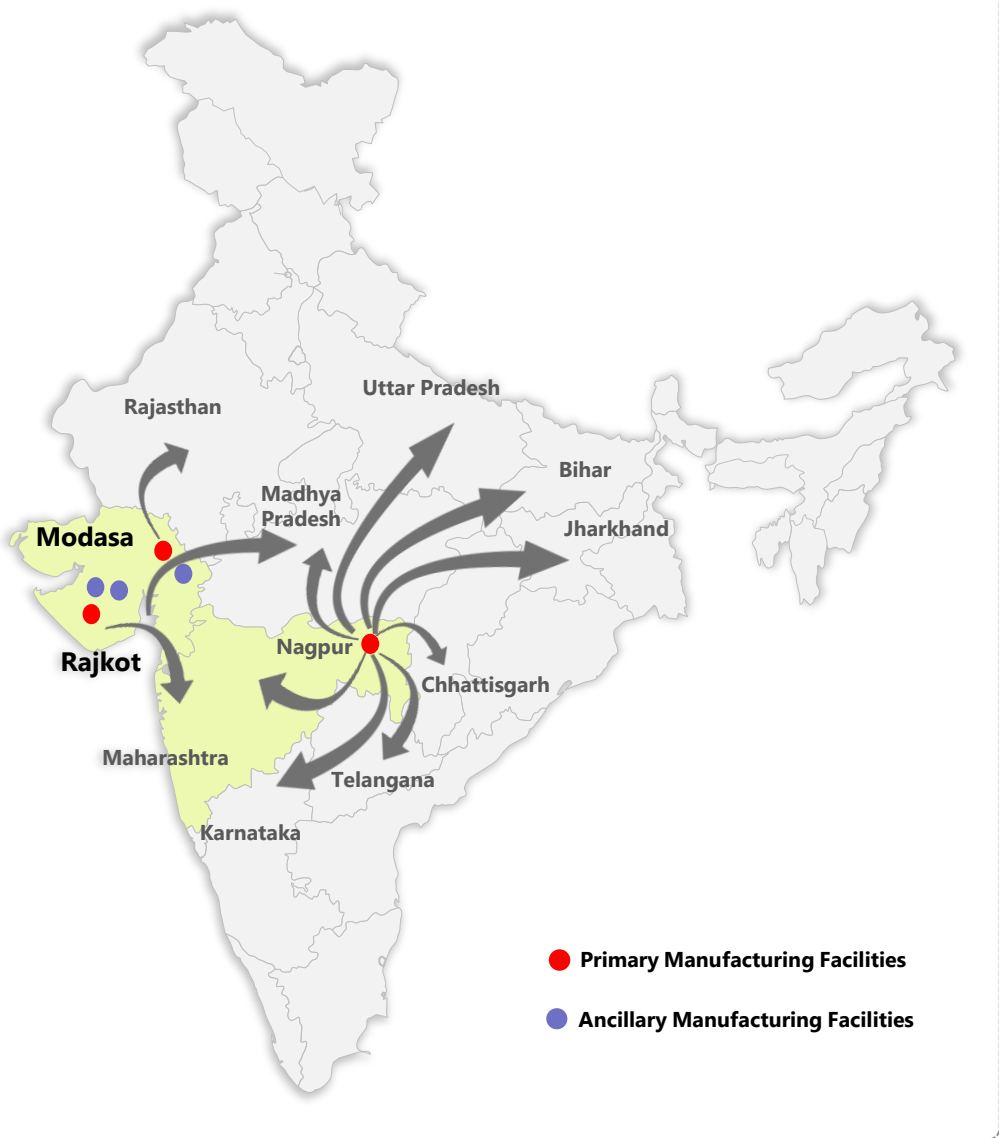 Uttar Pradesh
Rajasthan
Bihar
Madhya
Pradesh
Jharkhand
Modasa
Nagpur
Rajkot
Chhattisgarh
Maharashtra
Telangana
Karnataka
Primary Manufacturing Facilities
Ancillary Manufacturing Facilities